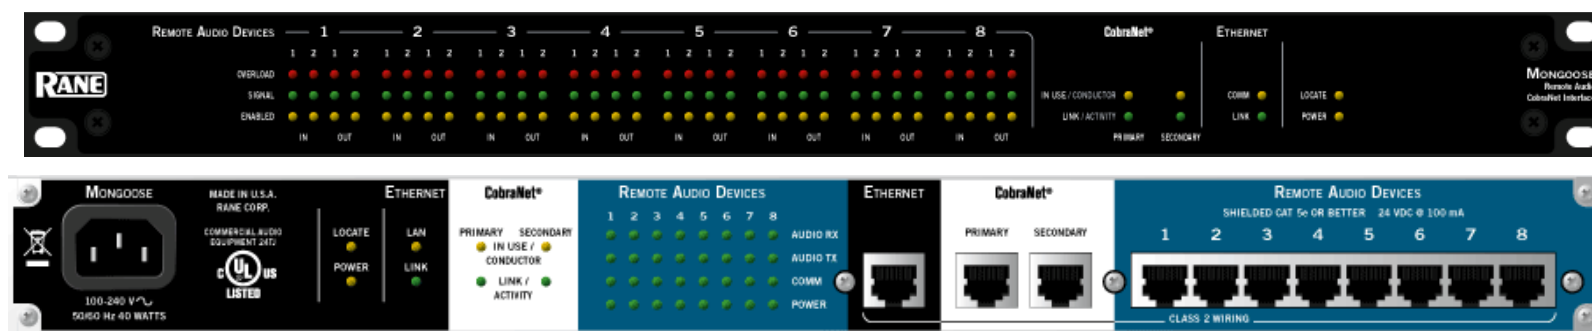 REMOTE AUDIO DEVICES 1 2 3 4 5 6 7 8 CobraNet® ETHERNET
1 2 1 2 1 2 1 2 1 2 1 2 1 2 1 2 1 2 1 2 1 2 1 2 1 2 1 2 1 2 1 2
RANE
OVERLOAD
SIGNAL
ENABLED
IN OUT IN OUT IN OUT IN OUT IN OUT IN OUT IN OUT IN OUT
IN USE / CONDUCTOR
LINK / ACTIVITY
PRIMARY SECONDARY
COMM
LINK
LOCATE
POWER
MONGOOSE
Remote Audio
CobraNet Interface
MONGOOSE
100-240 V
50/60 Hz 40 WATTS
MADE IN U.S.A.
RANE CORP.
COMMERCIAL AUDIO
EQUIPMENT 24TJ
C UL US
LISTED
LOCATE
POWER
ETHERNET
LAN
LINK
CobraNet®
PRIMARY SECONDARY
IN USE /
CONDUCTOR
LINK /
ACTIVITY
REMOTE AUDIO DEVICES
1 2 3 4 5 6 7 8
AUDIO RX
AUDIO TX
COMM
POWER
ETHERNET
CobraNet®
PRIMARY SECONDARY
REMOTE AUDIO DEVICES
SHIELDED CAT 5e OR BETTER 24 VDC @ 100 mA
1 2 3 4 5 6 7 8
CLASS 2 WIRING